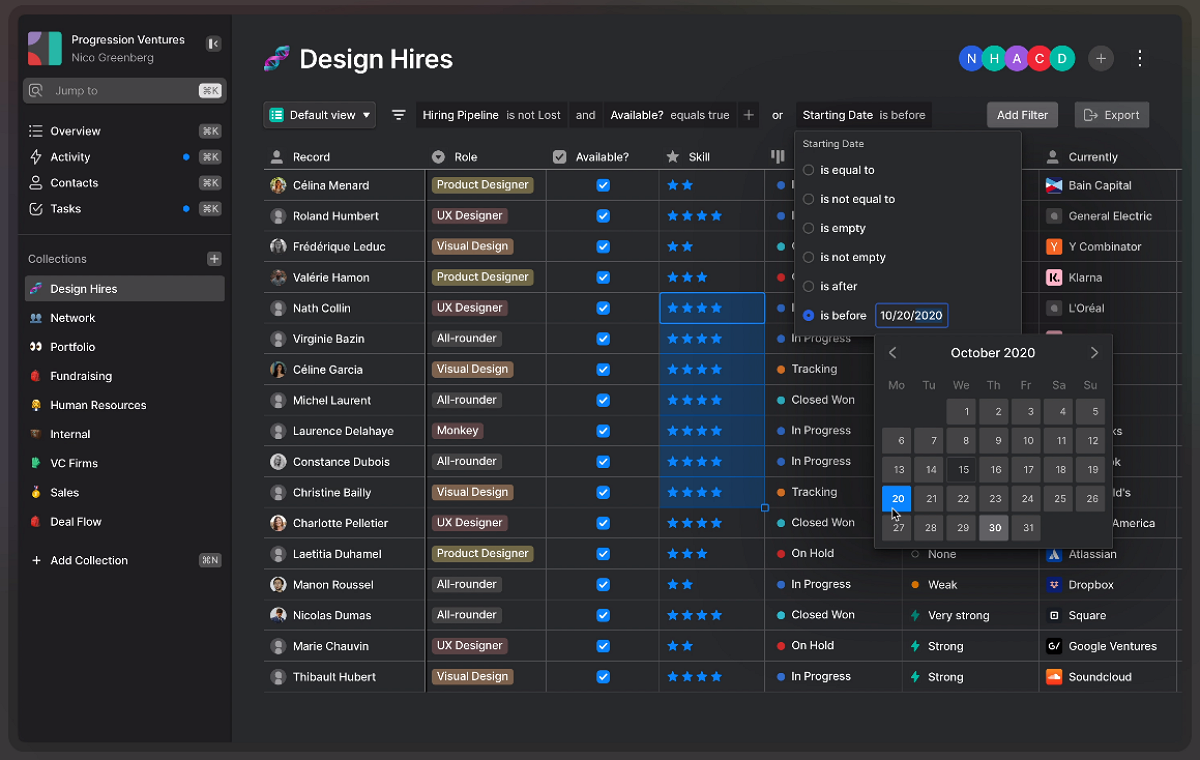 Progression Ventures
Nico Greenberg
Jump to ⌘K
Overview ⌘K
Activity ⌘K
Contacts ⌘K
Tasks ⌘K
Collections +
Design Hires
Network
Portfolio
Fundraising
Human Resources
Internal
VC Firms
Sales
Deal Flow
+ Add Collection ⌘N
Design Hires
N H A C D +
Default view Hiring Pipeline is not Lost and Available? equals true + or Starting Date is before Add Filter Export
Record Role Available? Skill Currently
Célina Menard Product Designer Bain Capital
Roland Humbert UX Designer General Electric
Frédérique Leduc Visual Design Y Combinator
Valérie Hamon Product Designer Klarna
Nath Collin UX Designer L'Oréal
Virginie Bazin All-rounder In Progress
Céline Garcia Visual Design Tracking
Michel Laurent All-rounder Closed Won
Laurence Delahaye Monkey In Progress
Constance Dubois All-rounder In Progress
Christine Bailly Visual Design Tracking
Charlotte Pelletier UX Designer Closed Won America
Laetitia Duhamel Product Designer On Hold None Atlassian
Manon Roussel All-rounder In Progress Weak Dropbox
Nicolas Dumas All-rounder Closed Won Very strong Square
Marie Chauvin UX Designer On Hold Strong G/ Google Ventures
Thibault Hubert Visual Design In Progress Strong Soundcloud
Starting Date
is equal to
is not equal to
is empty
is not empty
is after
is before 10/20/2020
October 2020
Mo Tu We Th Fr Sa Su
1 2 3 4 5
6 7 8 9 10 11 12
13 14 15 16 17 18 19
20 21 22 23 24 25 26
27 28 29 30 31